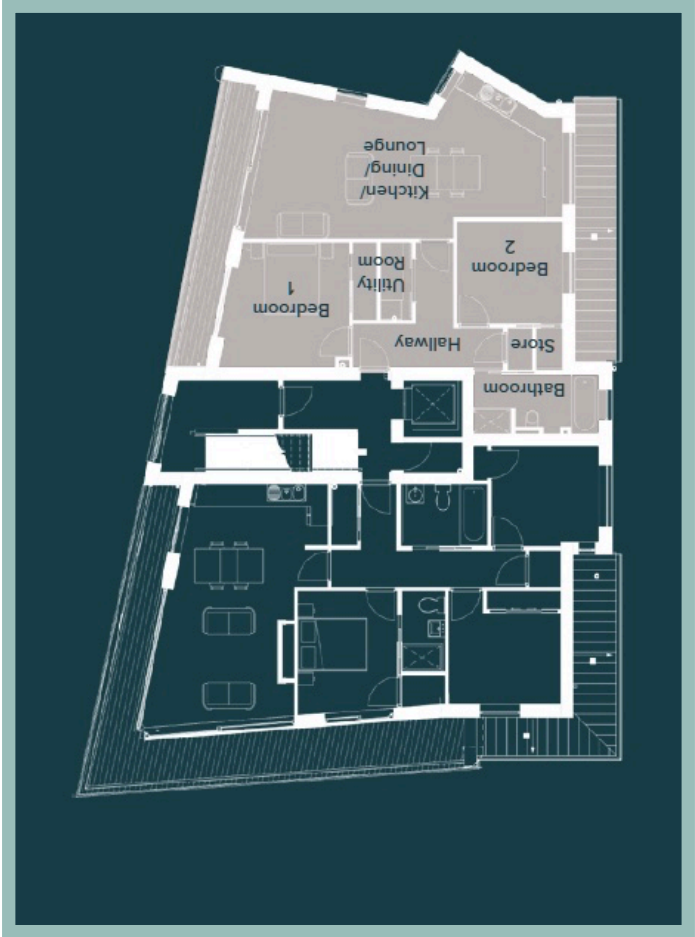 Bathroom
Store
Hallway
Bedroom
2
Utility
Room
Bedroom
1
Kitchen/
Dining/
Lounge